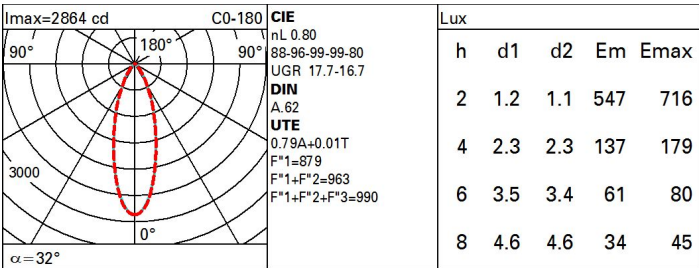 Imax=2864 cd C0-180
90° 180° 90°
3000
0°
α=32°
CIE
nL 0.80
88-96-99-99-80
UGR 17.7-16.7
DIN
A.62
UTE
0.79A+0.01T
F"1=879
F"1+F"2=963
F"1+F"2+F"3=990
Lux
h d1 d2 Em Emax
2 1.2 1.1 547 716
4 2.3 2.3 137 179
6 3.5 3.4 61 80
8 4.6 4.6 34 45